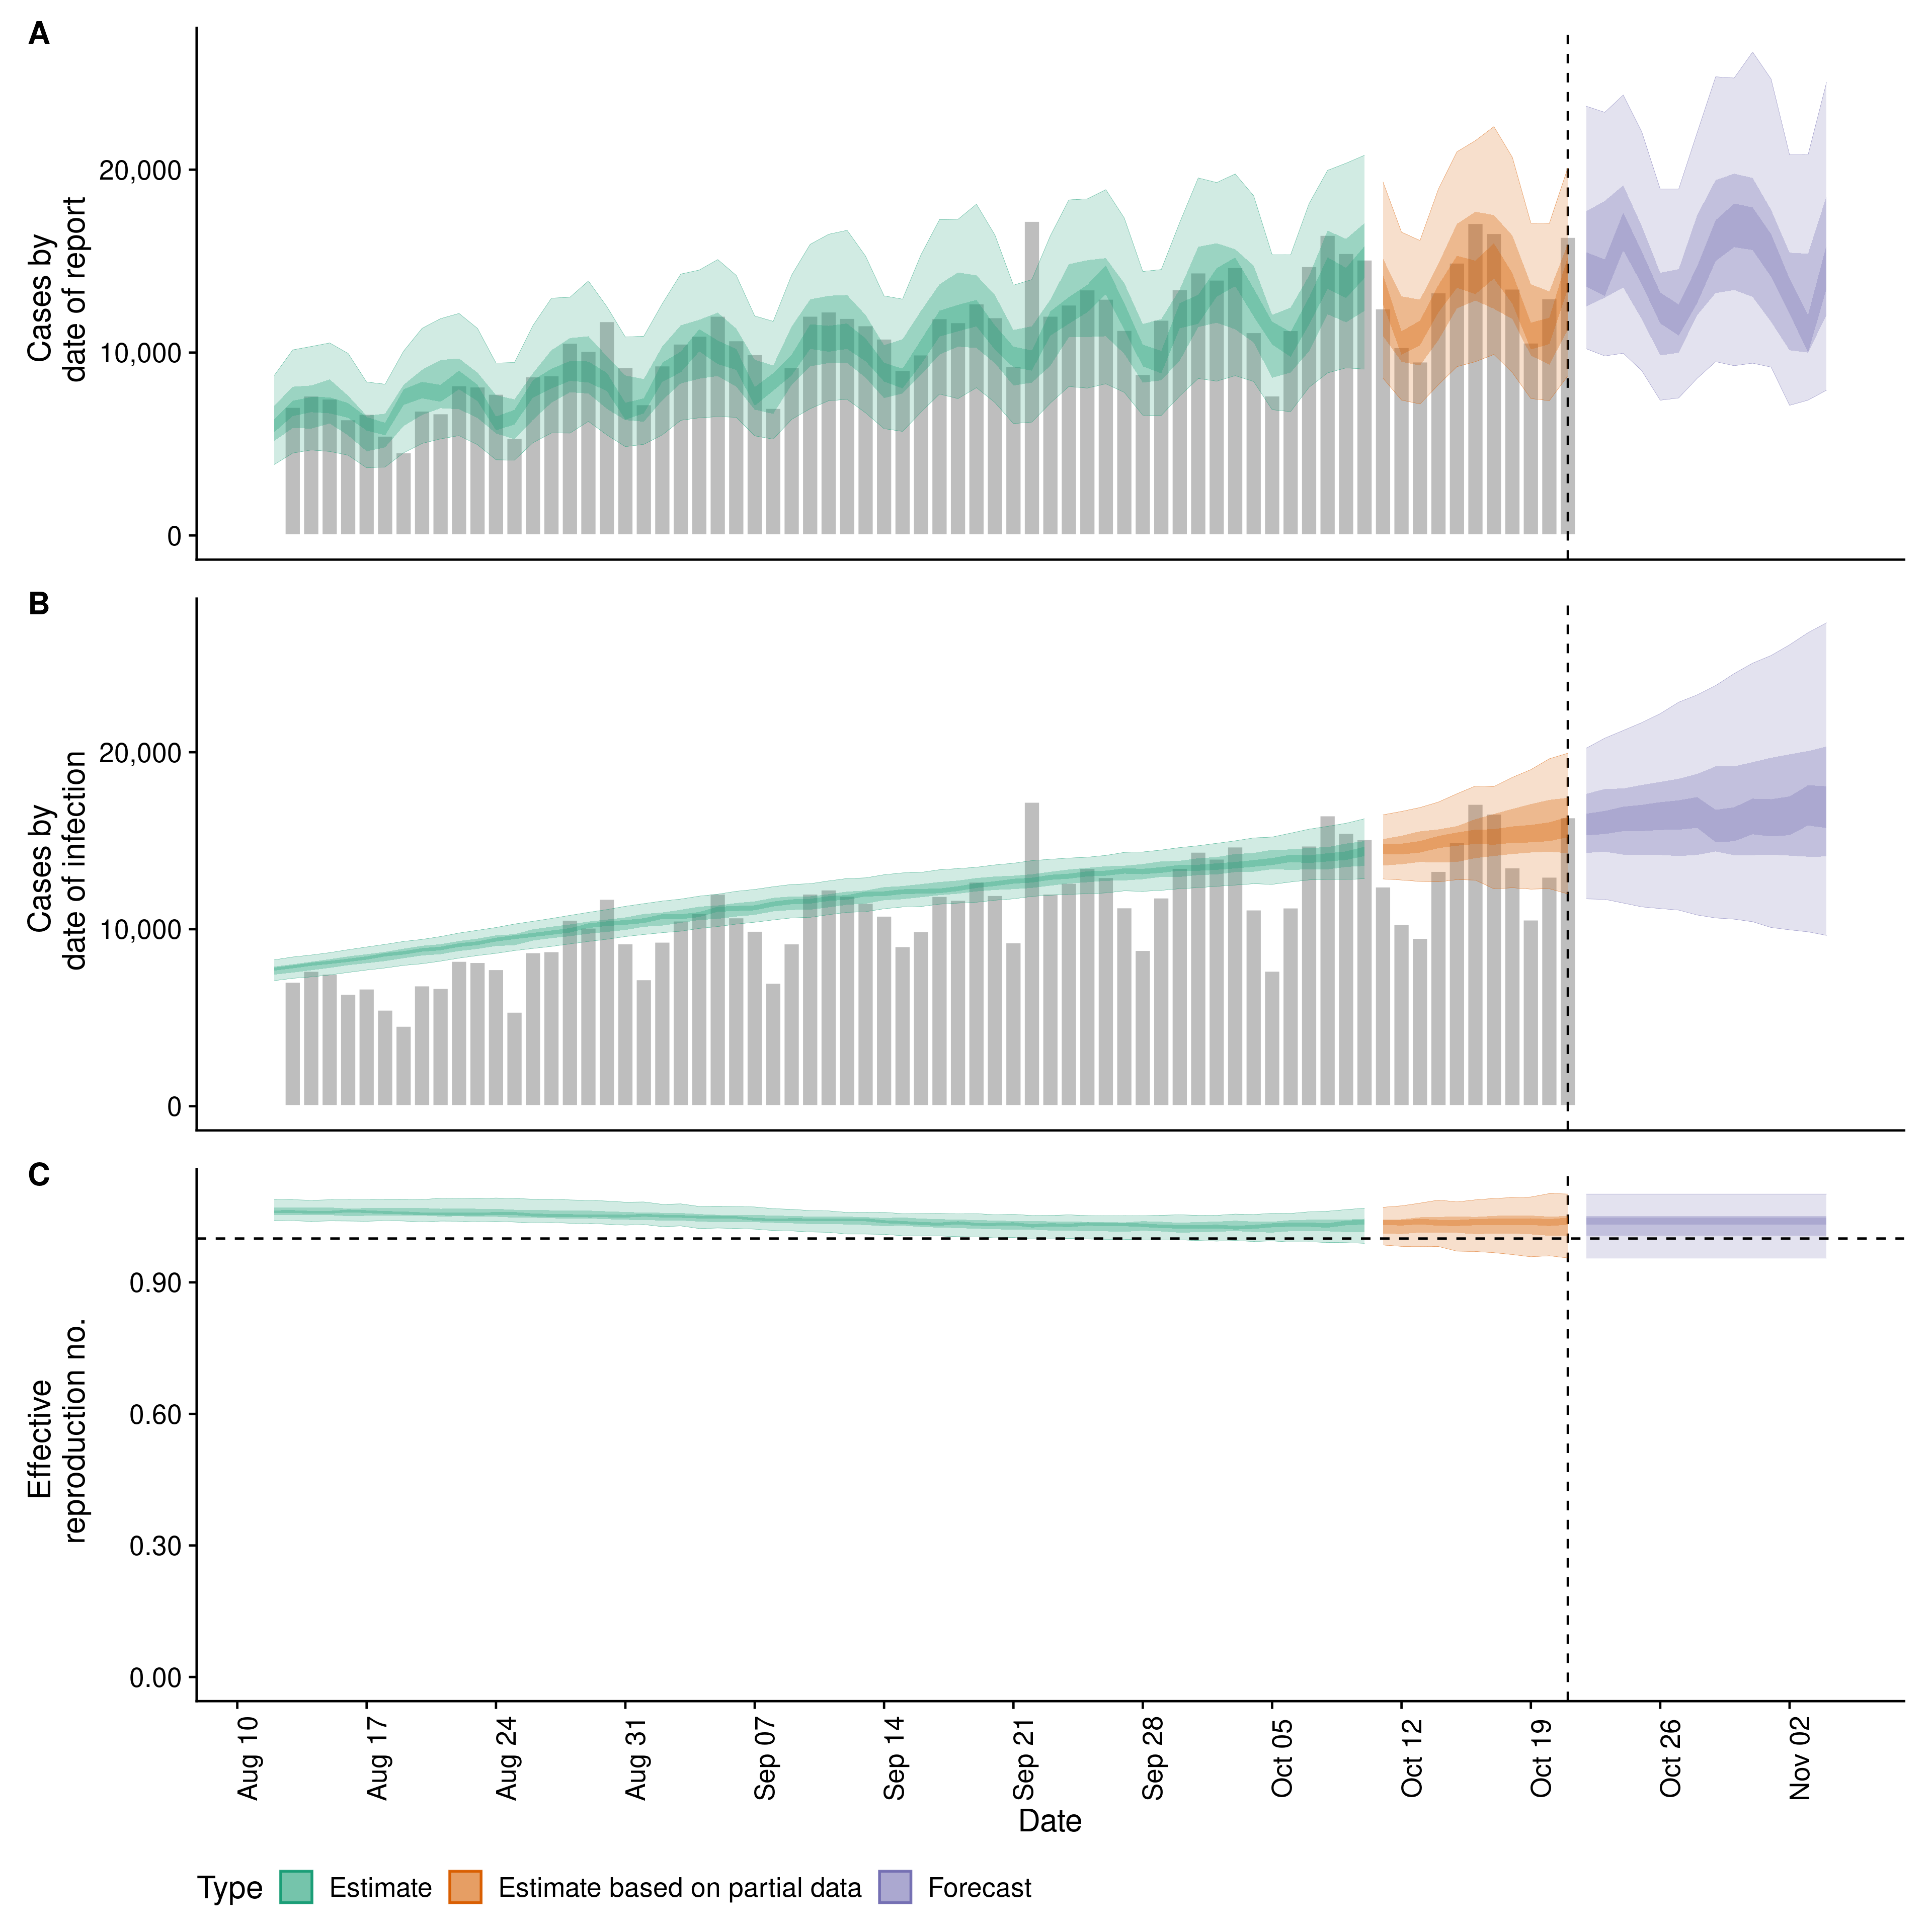 A
Cases by
date of report
20,000
10,000
0
B
Cases by
date of infection
20,000
10,000
0
C
Effective
reproduction no.
0.90
0.60
0.30
0.00
Aug 10
Aug 17
Aug 24
Aug 31
Sep 07
Sep 14
Sep 21
Sep 28
Oct 05
Oct 12
Oct 19
Oct 26
Nov 02
Date
Type Estimate Estimate based on partial data Forecast